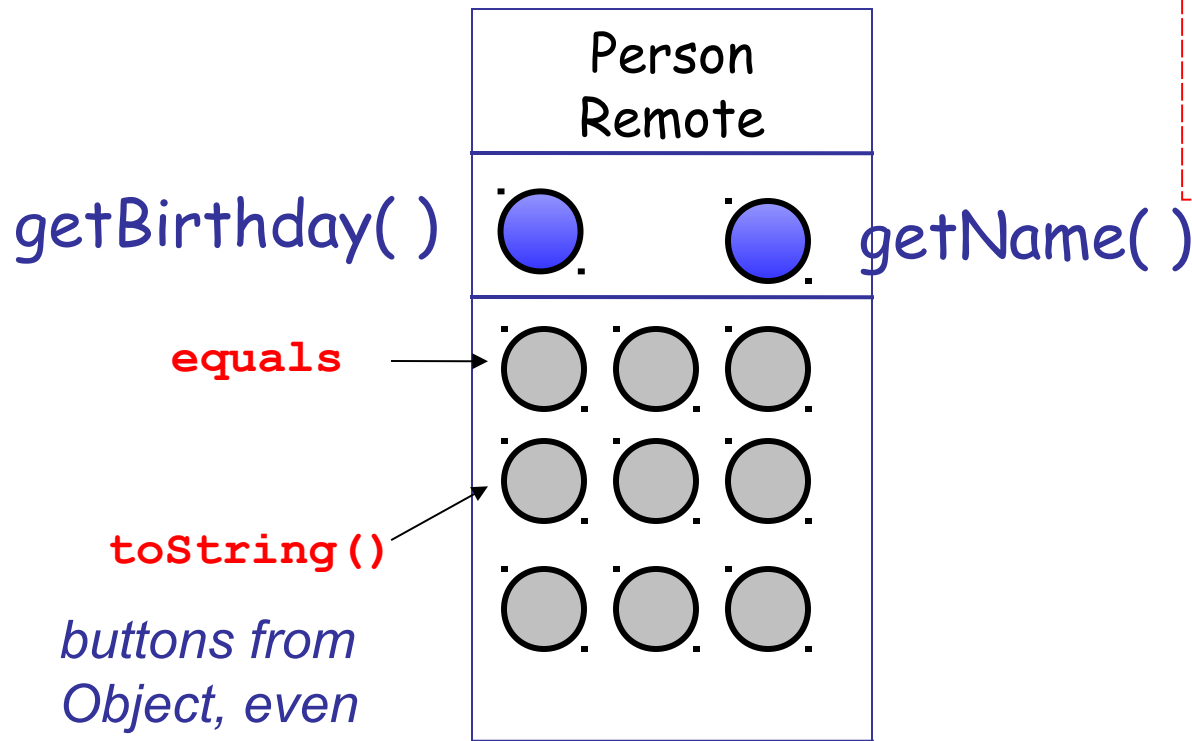 Person
Remote
getBirthday( )
getName( )
equals
toString()
buttons from
Object, even